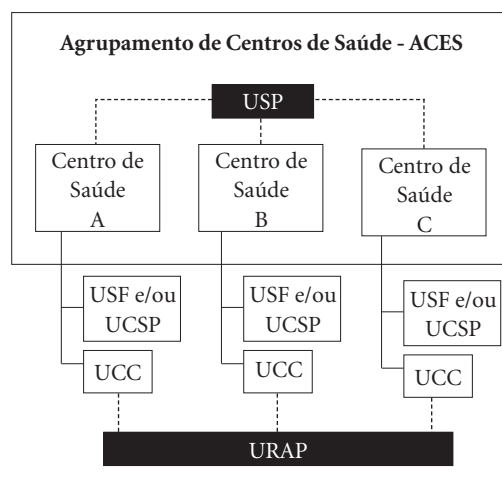 Agrupamento de Centros de Saúde - ACES
USP
Centro de
Saúde
A
Centro de
Saúde
B
Centro de
Saúde
C
USF e/ou
UCSP
USF e/ou
UCSP
USF e/ou
UCSP
UCC
UCC
UCC
URAP